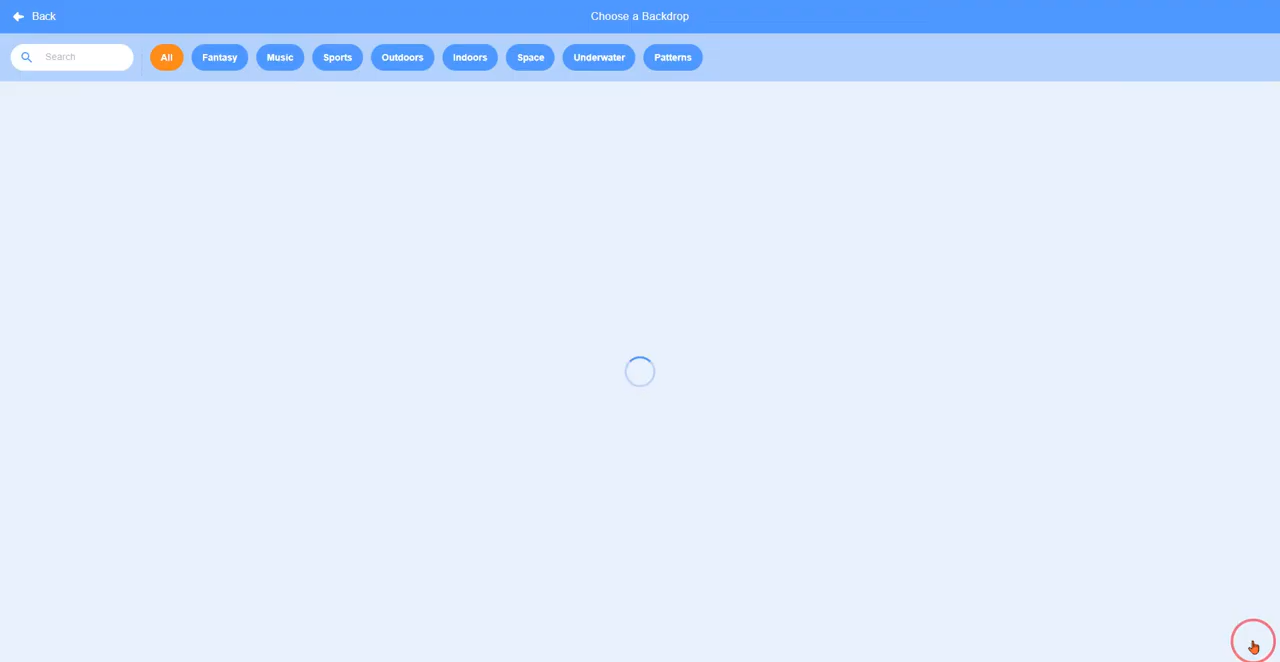 Back
Choose a Backdrop
Search
All
Fantasy
Music
Sports
Outdoors
Indoors
Space
Underwater
Patterns